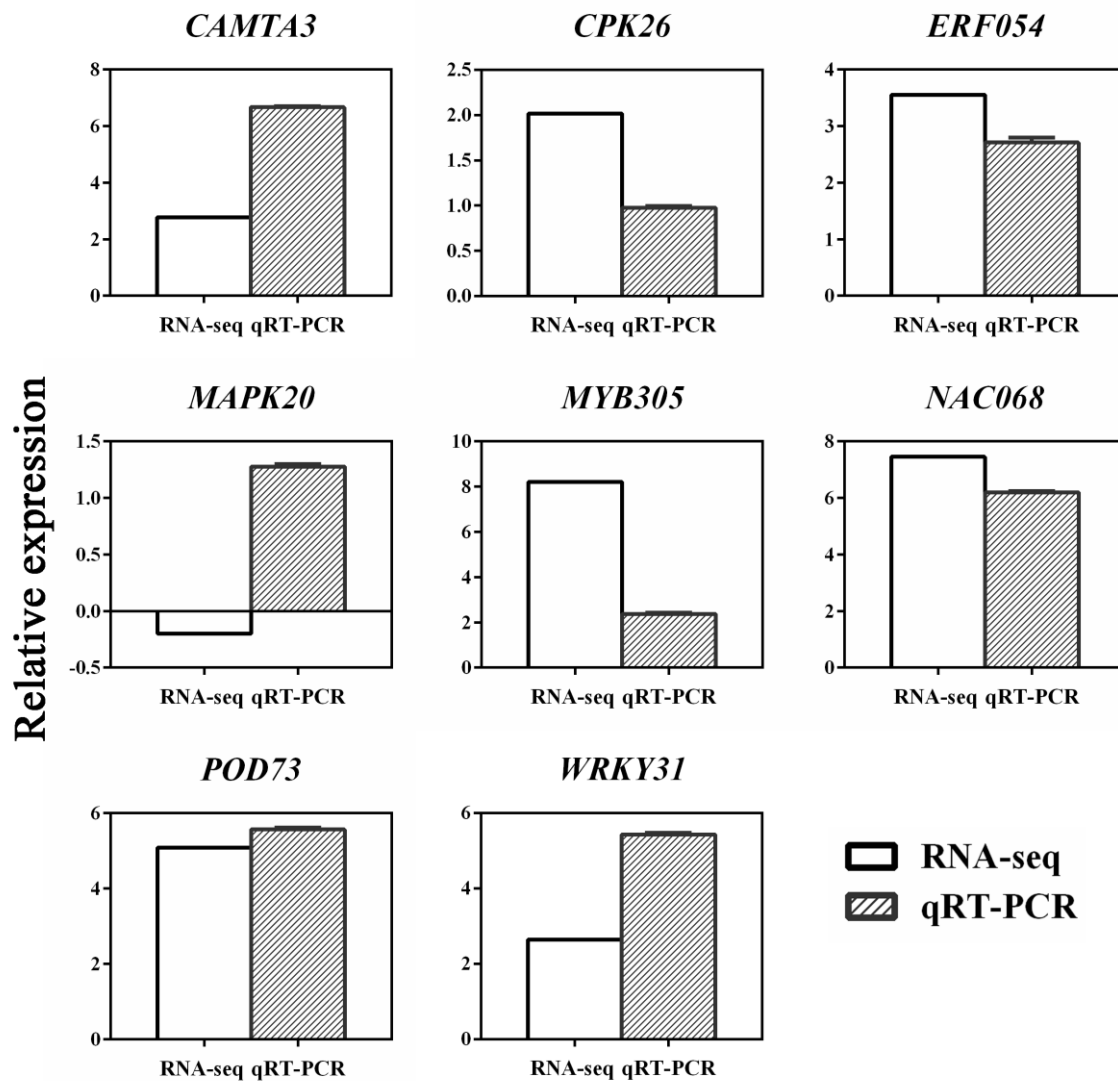 CAMTA3
8
6
4
2
0
RNA-seq qRT-PCR
CPK26
2.5
2.0
1.5
1.0
0.5
0.0
RNA-seq qRT-PCR
ERF054
4
3
2
1
0
RNA-seq qRT-PCR
Relative expression
MAPK20
1.5
1.0
0.5
0.0
-0.5
RNA-seq qRT-PCR
MYB305
10
8
6
4
2
0
RNA-seq qRT-PCR
NAC068
8
6
4
2
0
RNA-seq qRT-PCR
POD73
6
4
2
0
RNA-seq qRT-PCR
WRKY31
6
4
2
0
RNA-seq qRT-PCR
RNA-seq
qRT-PCR